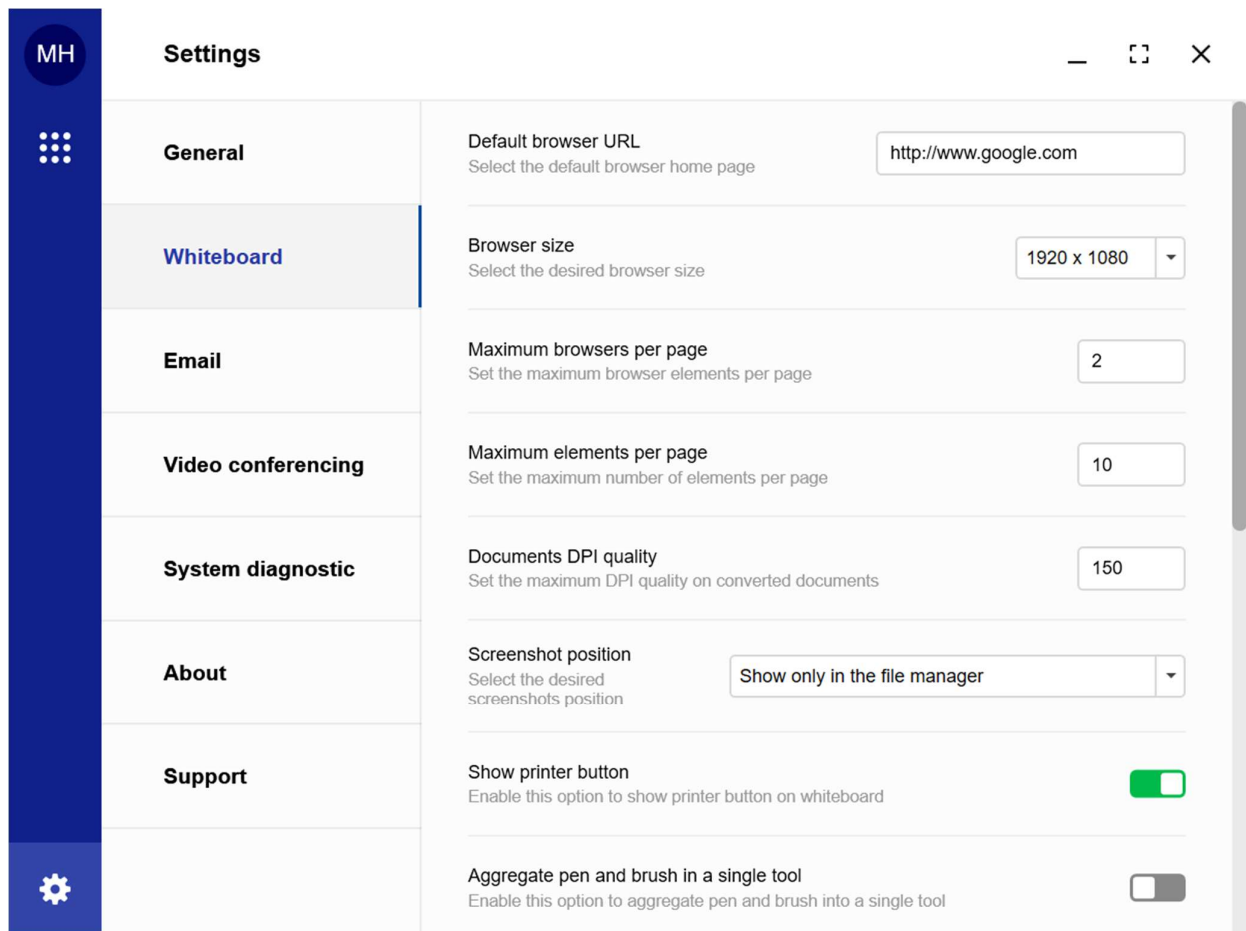 MH
Settings
General
Whiteboard
Email
Video conferencing
System diagnostic
About
Support
Default browser URL
Select the default browser home page
http://www.google.com
Browser size
Select the desired browser size
1920 x 1080
Maximum browsers per page
Set the maximum browser elements per page
2
Maximum elements per page
Set the maximum number of elements per page
10
Documents DPI quality
Set the maximum DPI quality on converted documents
150
Screenshot position
Select the desired
screenshots position
Show only in the file manager
Show printer button
Enable this option to show printer button on whiteboard
Aggregate pen and brush in a single tool
Enable this option to aggregate pen and brush into a single tool